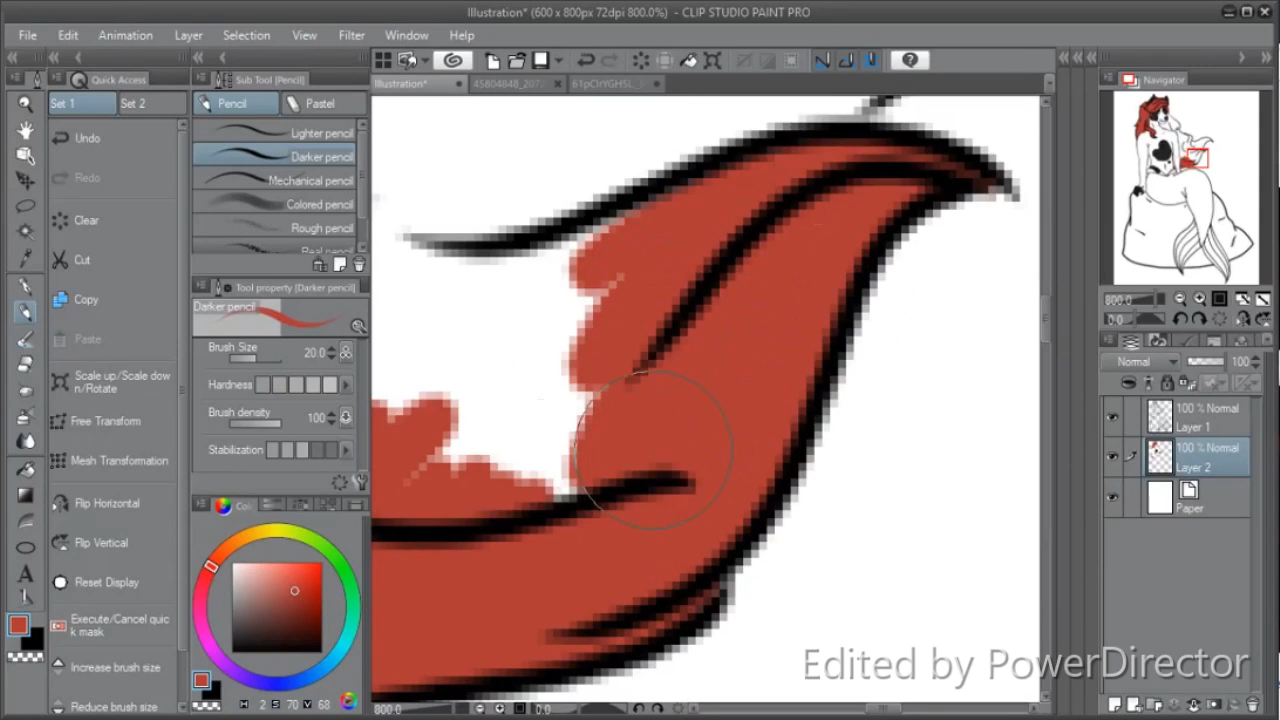 Illustration* (600 x 800px 72dpi 800.0%) - CLIP STUDIO PAINT PRO
File Edit Animation Layer Selection View Filter Window Help
Quick Access
Sub Tool [Pencil]
Illustration*
Navigator
Set 1 Set 2
Pencil Pastel
Undo
Redo
Clear
Cut
Copy
Paste
Scale up/Scale dow
n/Rotate
Free Transform
Mesh Transformation
Flip Horizontal
Flip Vertical
Reset Display
Execute/Cancel quic
k mask
Increase brush size
Reduce brush size
Lighter pencil
Darker pencil
Mechanical pencil
Colored pencil
Rough pencil
Real pencil
Tool property [Darker pencil]
Darker pencil
Brush Size 20.0
Hardness
Brush density 100
Stabilization
Col
H 2 S 70 V 68
800.0 0.0
800.0
0.0
Normal 100
100 % Normal
Layer 1
100 % Normal
Layer 2
Paper
Edited by PowerDirector